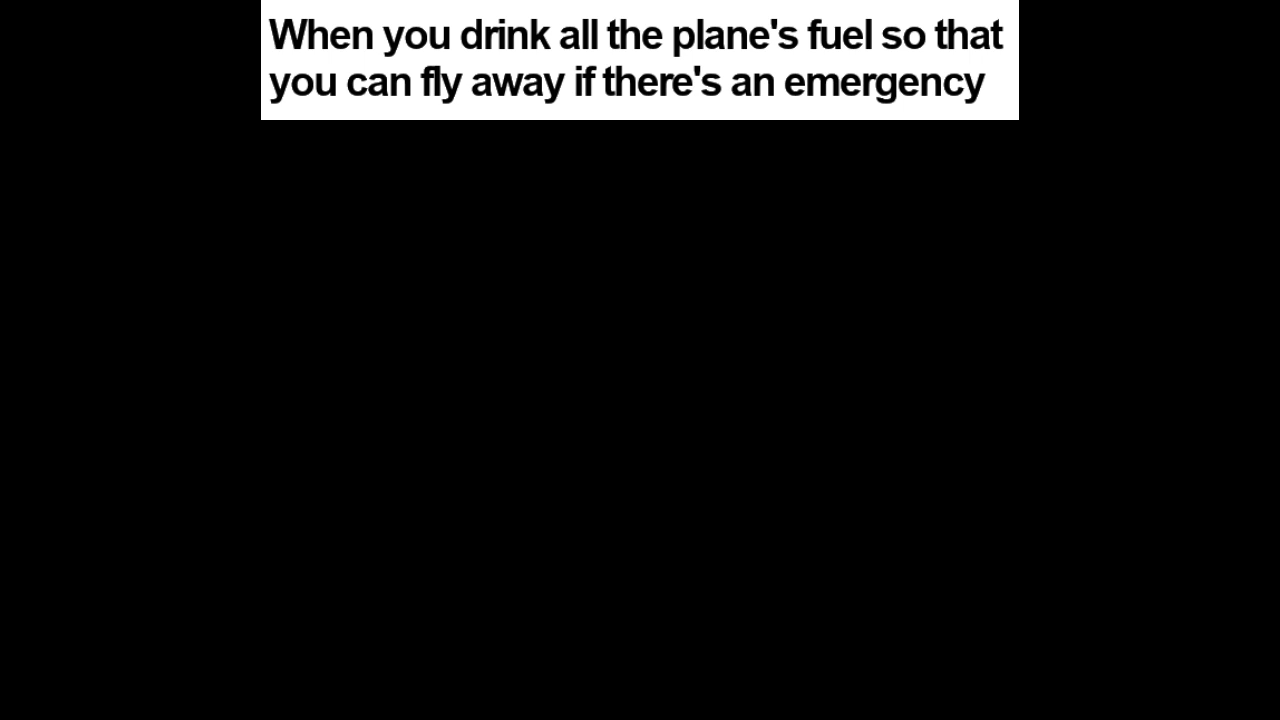 When you drink all the plane's fuel so that
you can fly away if there's an emergency